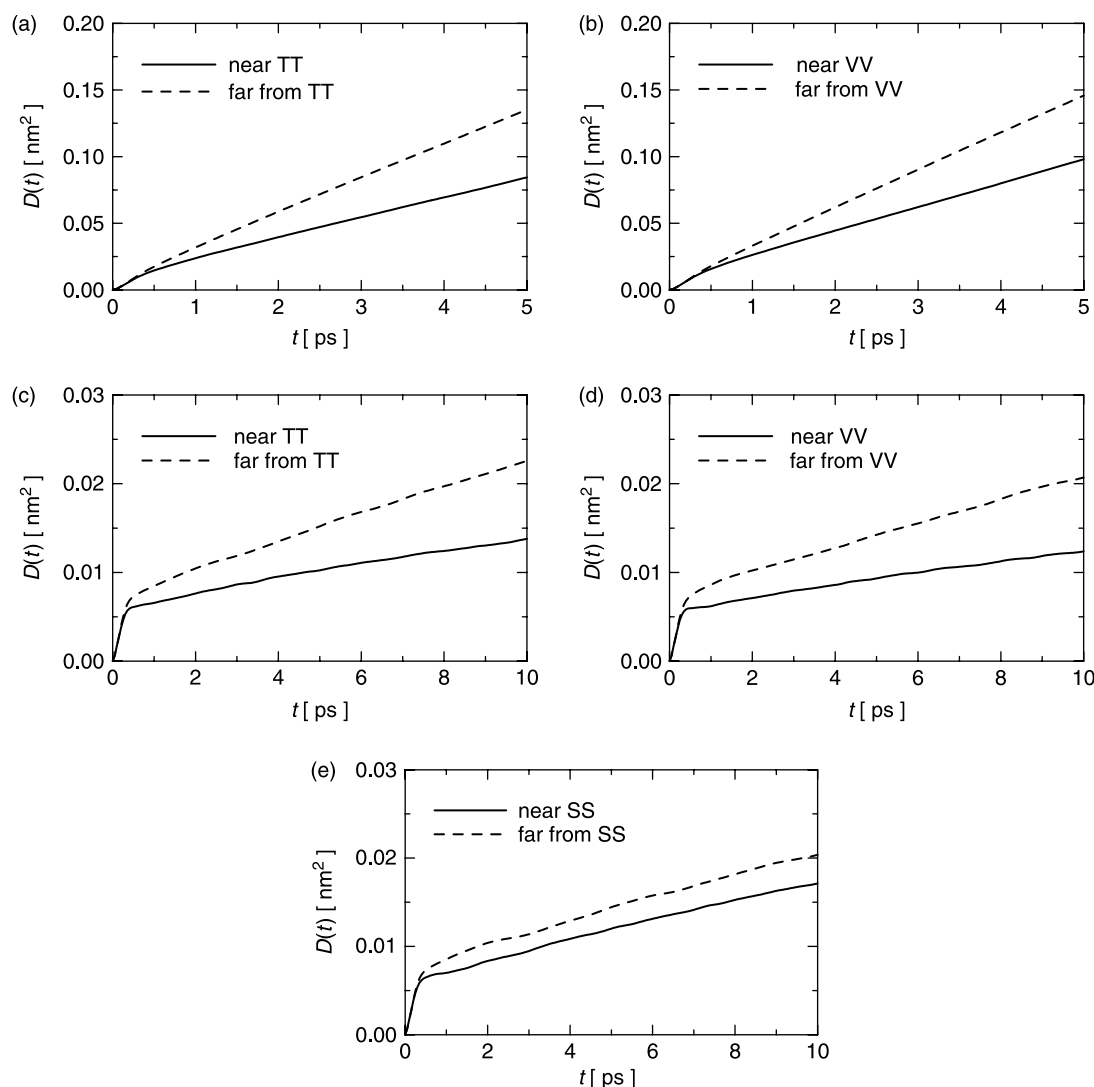 (a)
0.20
0.15
0.10
0.05
0.00
D(t) [ nm²]
near TT
far from TT
0 1 2 3 4 5
t [ ps ]
(b)
0.20
0.15
0.10
0.05
0.00
D(t) [ nm²]
near VV
far from VV
0 1 2 3 4 5
t [ ps ]
(c)
0.03
0.02
0.01
0.00
D(t) [ nm²]
near TT
far from TT
0 2 4 6 8 10
t [ ps ]
(d)
0.03
0.02
0.01
0.00
D(t) [ nm²]
near VV
far from VV
0 2 4 6 8 10
t [ ps ]
(e)
0.03
0.02
0.01
0.00
D(t) [ nm²]
near SS
far from SS
0 2 4 6 8 10
t [ ps ]